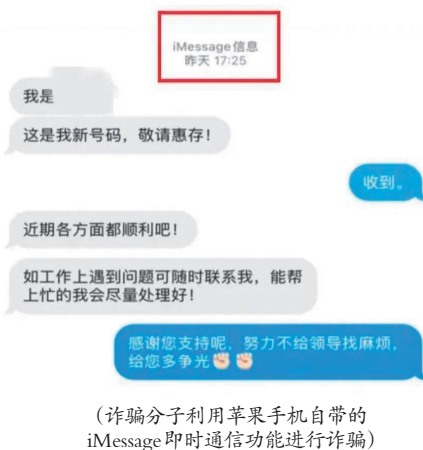 iMessage信息
昨天 17:25
我是
这是我新号码，敬请惠存！
收到。
近期各方面都顺利吧！
如工作上遇到问题可随时联系我，能帮
上忙的我会尽量处理好！
感谢您支持呢，努力不给领导找麻烦，
给您多争光✊🏻✊🏻
（诈骗分子利用苹果手机自带的
iMessage即时通信功能进行诈骗）